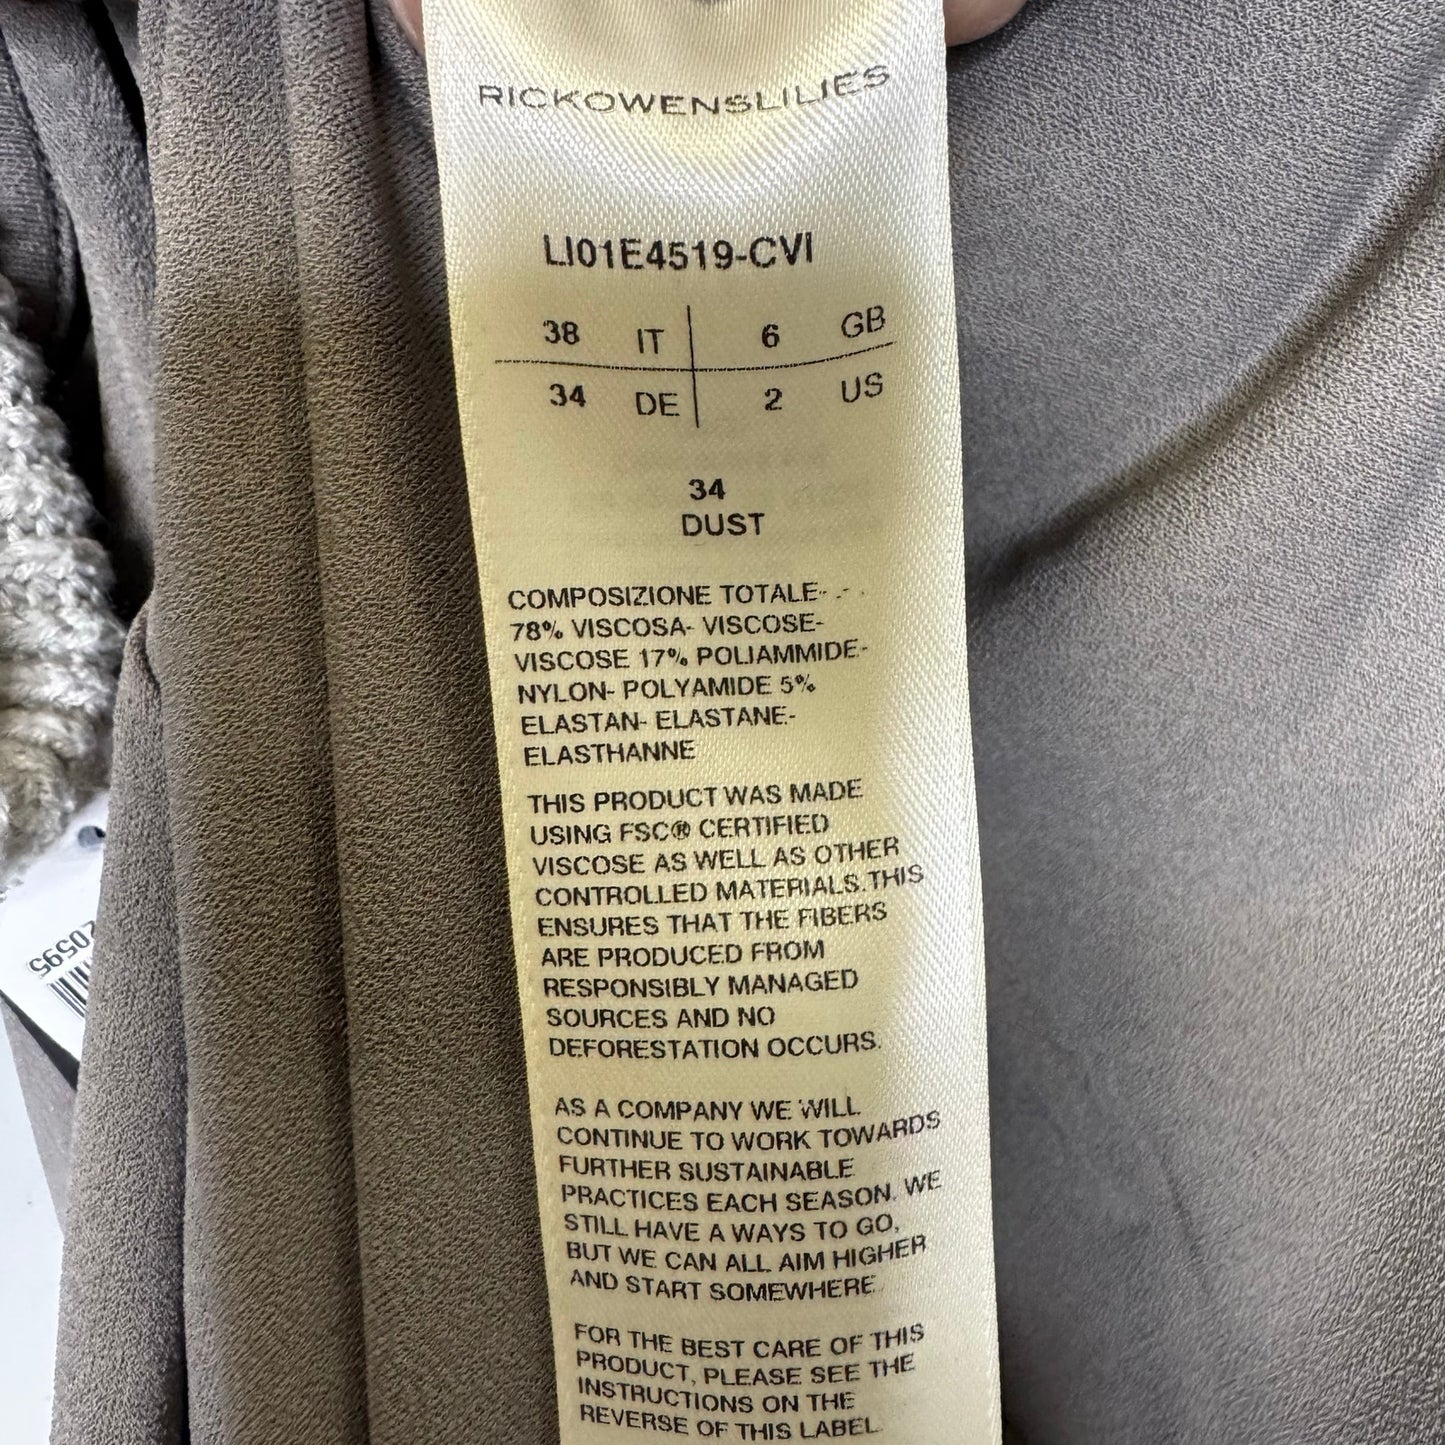 RICKOWENSLILIES
LI01E4519-CVI
38 IT 6 GB
34 DE 2 US
34
DUST
COMPOSIZIONE TOTALE-
78% VISCOSA- VISCOSE-
VISCOSE 17% POLIAMMIDE-
NYLON- POLYAMIDE 5%
ELASTAN- ELASTANE-
ELASTHANNE
THIS PRODUCT WAS MADE
USING FSC® CERTIFIED
VISCOSE AS WELL AS OTHER
CONTROLLED MATERIALS.THIS
ENSURES THAT THE FIBERS
ARE PRODUCED FROM
RESPONSIBLY MANAGED
SOURCES AND NO
DEFORESTATION OCCURS.
AS A COMPANY WE WILL
CONTINUE TO WORK TOWARDS
FURTHER SUSTAINABLE
PRACTICES EACH SEASON. WE
STILL HAVE A WAYS TO GO,
BUT WE CAN ALL AIM HIGHER
AND START SOMEWHERE.
FOR THE BEST CARE OF THIS
PRODUCT, PLEASE SEE THE
INSTRUCTIONS ON THE
REVERSE OF THIS LABEL
20595